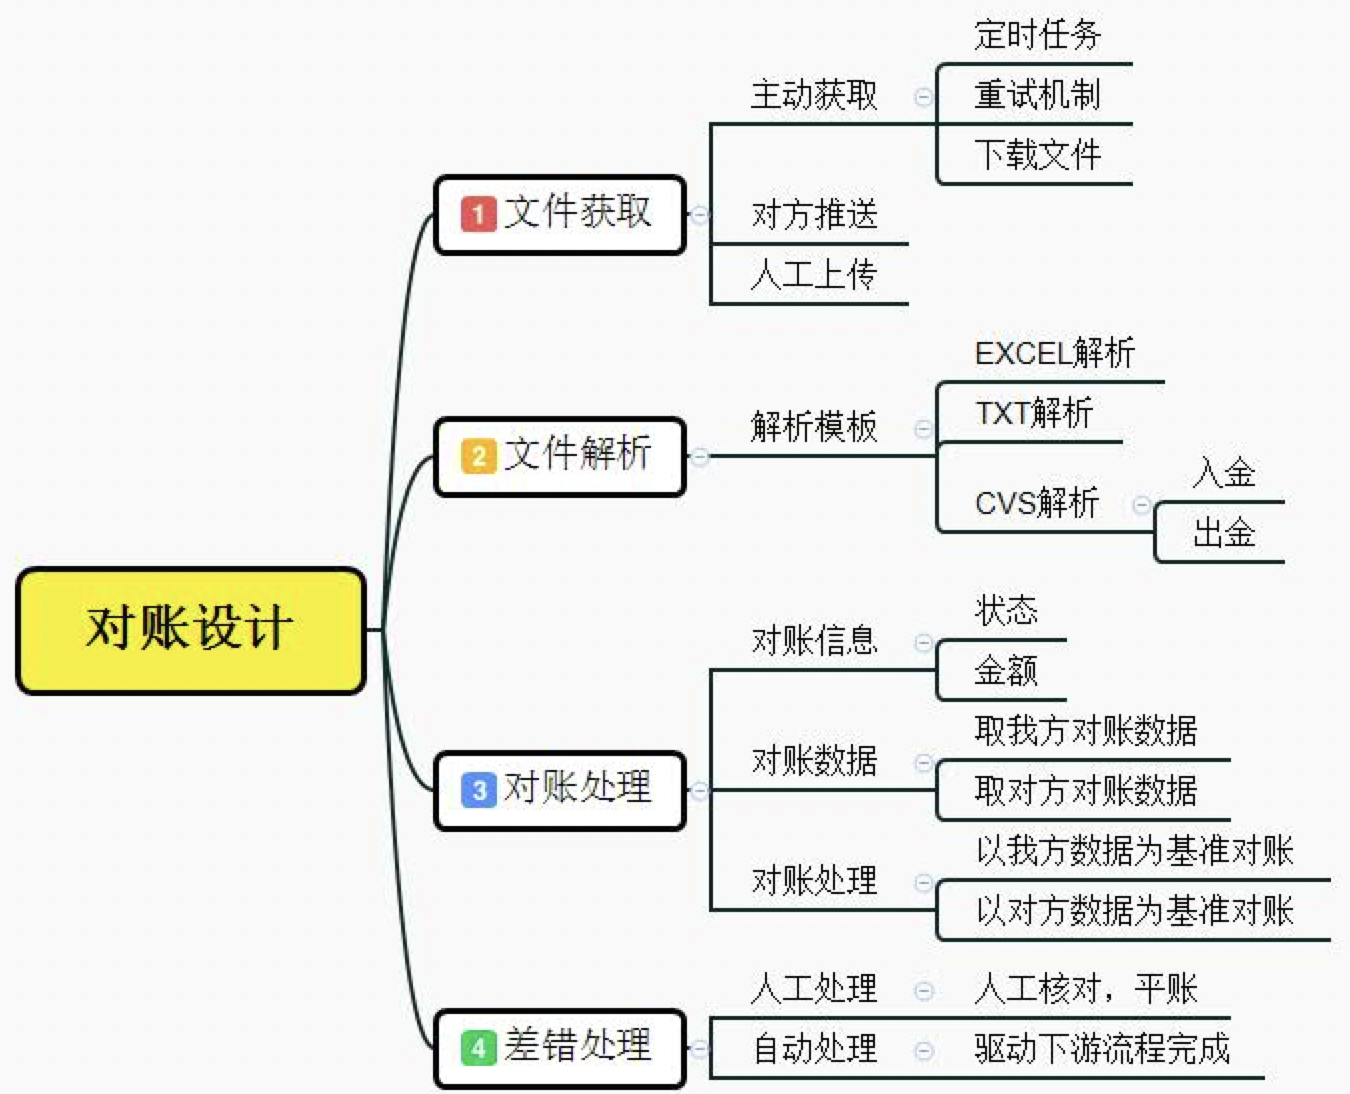 对账设计
1 文件获取
主动获取
定时任务
重试机制
下载文件
对方推送
人工上传
2 文件解析
解析模板
EXCEL解析
TXT解析
CVS解析
入金
出金
3 对账处理
对账信息
状态
金额
对账数据
取我方对账数据
取对方对账数据
对账处理
以我方数据为基准对账
以对方数据为基准对账
4 差错处理
人工处理
人工核对，平账
自动处理
驱动下游流程完成